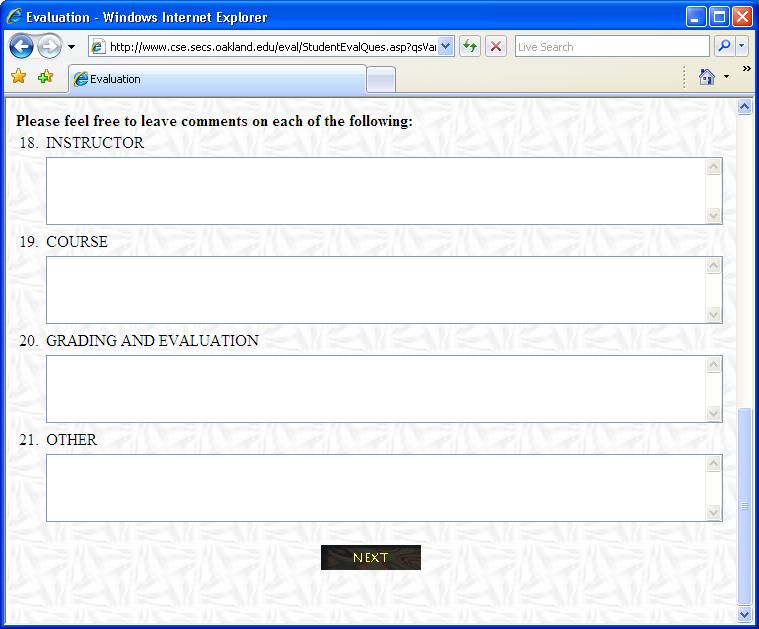 Evaluation - Windows Internet Explorer
http://www.cse.secs.oakland.edu/eval/StudentEvalQues.asp?qsVa
Live Search
Evaluation
Please feel free to leave comments on each of the following:
18. INSTRUCTOR
19. COURSE
20. GRADING AND EVALUATION
21. OTHER
NEXT